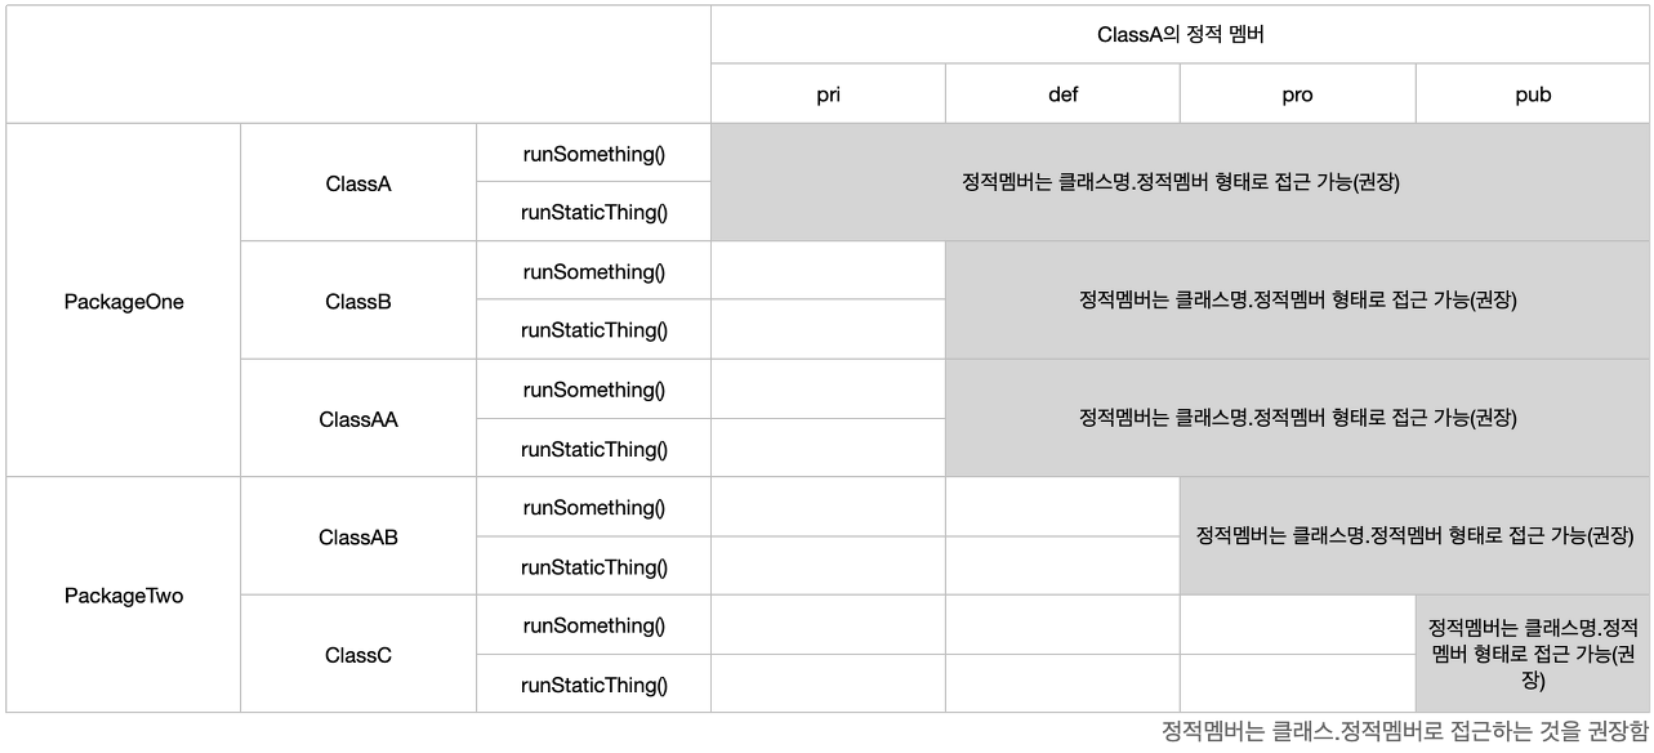 ClassA의 정적 멤버
pri def pro pub
PackageOne
ClassA
runSomething()
runStaticThing()
정적멤버는 클래스명.정적멤버 형태로 접근 가능(권장)
ClassB
runSomething()
runStaticThing()
정적멤버는 클래스명.정적멤버 형태로 접근 가능(권장)
ClassAA
runSomething()
runStaticThing()
정적멤버는 클래스명.정적멤버 형태로 접근 가능(권장)
PackageTwo
ClassAB
runSomething()
runStaticThing()
정적멤버는 클래스명.정적멤버 형태로 접근 가능(권장)
ClassC
runSomething()
runStaticThing()
정적멤버는 클래스명.정적
멤버 형태로 접근 가능(권
장)
정적멤버는 클래스.정적멤버로 접근하는 것을 권장함